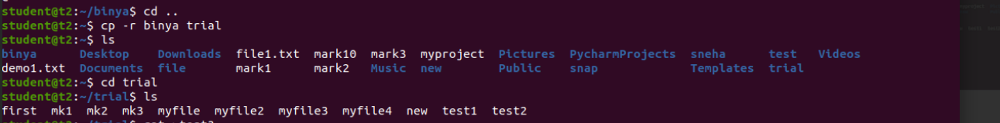 student@t2:~/binya$ cd ..
student@t2:~$ cp -r binya trial
student@t2:~$ ls
binya Desktop Downloads file1.txt mark10 mark3 myproject Pictures PycharmProjects sneha test Videos
demo1.txt Documents file mark1 mark2 Music new Public snap Templates trial
student@t2:~$ cd trial
student@t2:~/trial$ ls
first mk1 mk2 mk3 myfile myfile2 myfile3 myfile4 new test1 test2